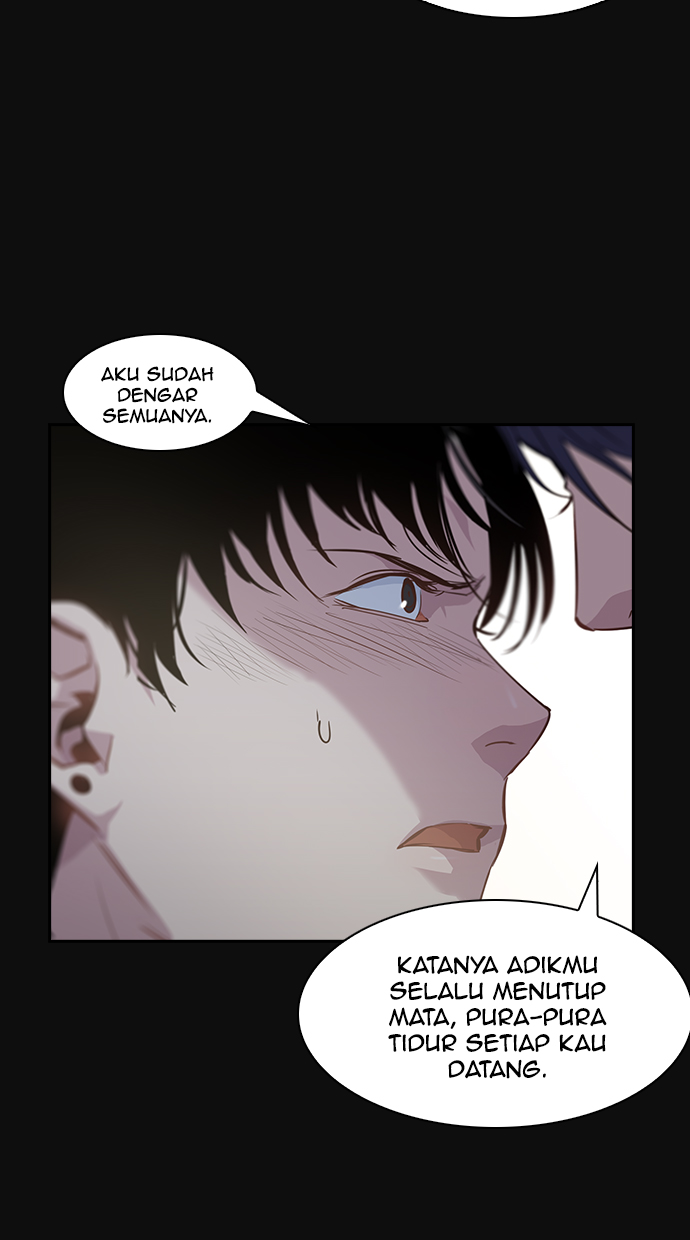 AKU SUDAH
DENGAR
SEMUANYA.
KATANYA ADIKMU
SELALU MENUTUP
MATA, PURA-PURA
TIDUR SETIAP KAU
DATANG.